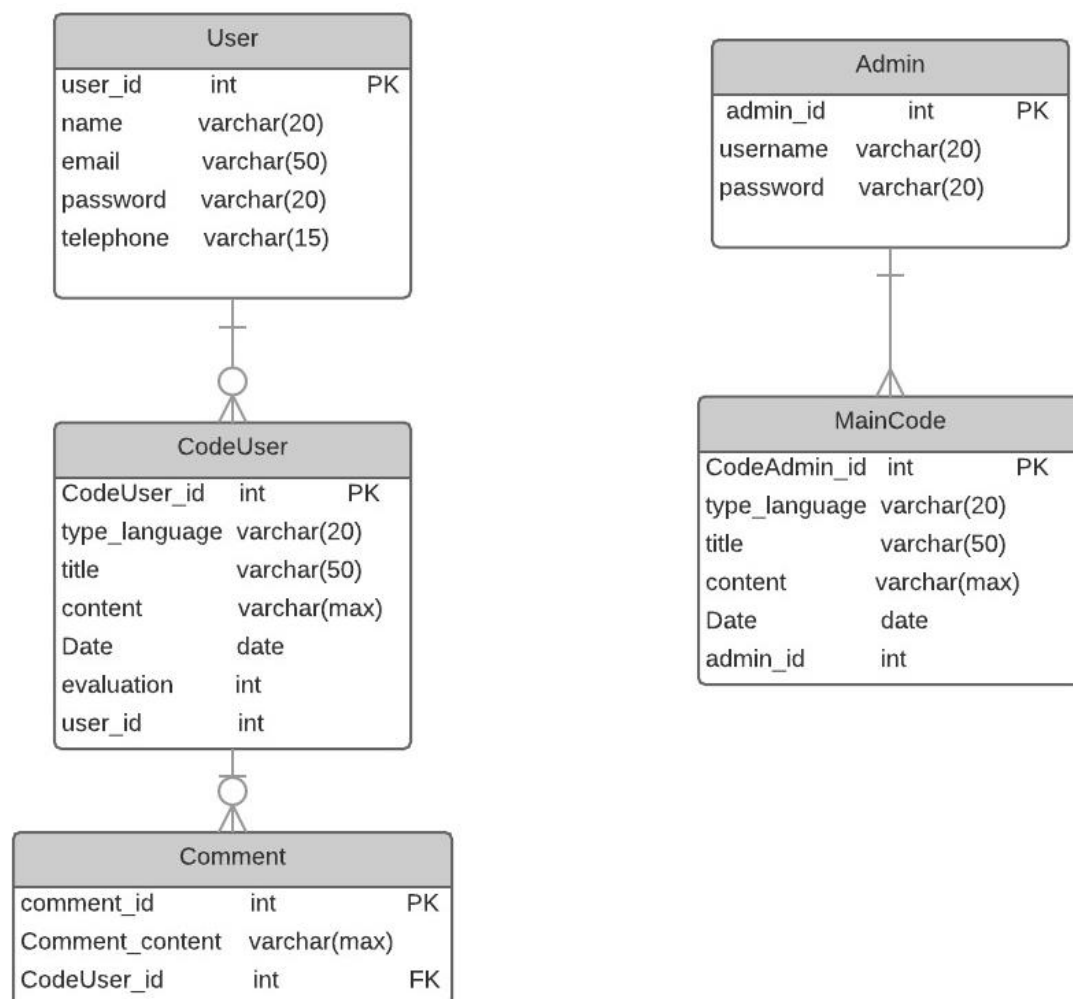 User
user_id int PK
name varchar(20)
email varchar(50)
password varchar(20)
telephone varchar(15)
Admin
admin_id int PK
username varchar(20)
password varchar(20)
CodeUser
CodeUser_id int PK
type_language varchar(20)
title varchar(50)
content varchar(max)
Date date
evaluation int
user_id int
MainCode
CodeAdmin_id int PK
type_language varchar(20)
title varchar(50)
content varchar(max)
Date date
admin_id int
Comment
comment_id int PK
Comment_content varchar(max)
CodeUser_id int FK